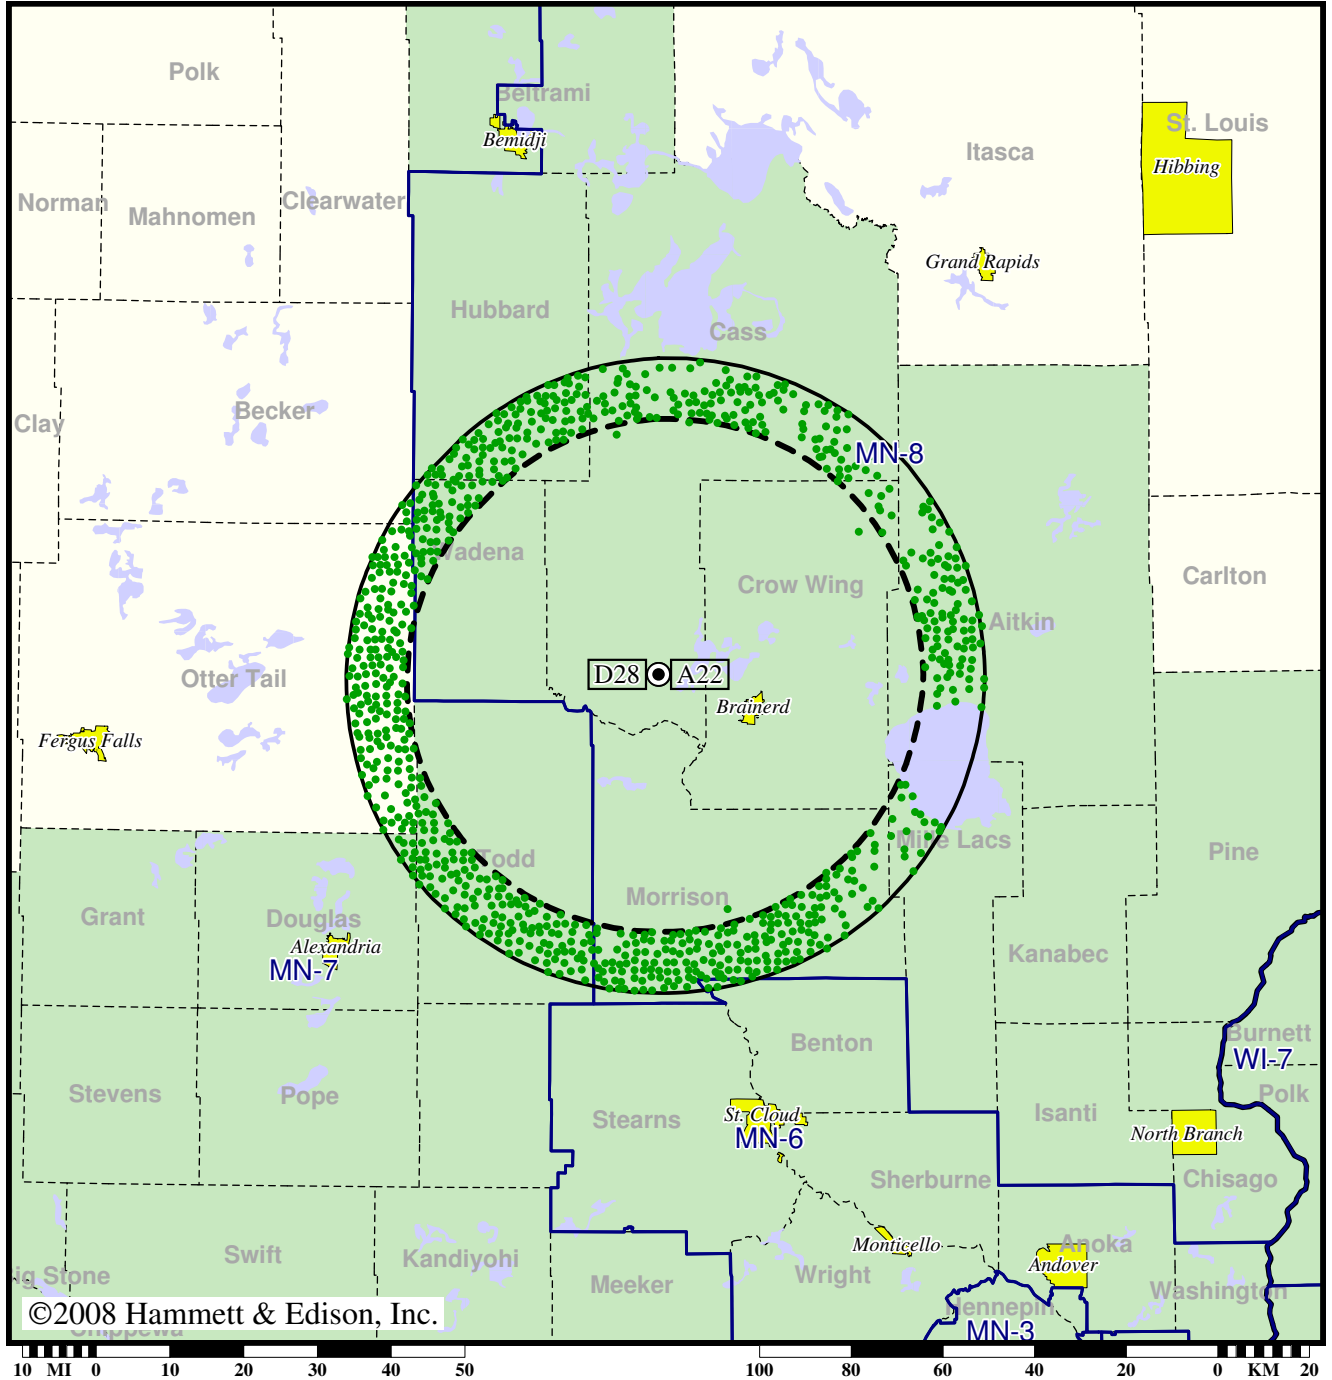 Polk
Beltrami
Bemidji
St. Louis
Itasca
Hibbing
Norman
Mahnomen
Clearwater
Grand Rapids
Hubbard
Cass
Clay
Becker
MN-8
Wadena
Crow Wing
Carlton
Aitkin
Otter Tail
D28
A22
Brainerd
Fergus Falls
Mille Lacs
Pine
Todd
Morrison
Grant
Douglas
Alexandria
MN-7
Kanabec
Burnett
WI-7
Benton
Stevens
Pope
Polk
Stearns
St. Cloud
MN-6
Isanti
North Branch
Sherburne
Chisago
Swift
Kandiyohi
Monticello
Anoka
Andover
ig Stone
Meeker
Wright
Washington
Hennepin
MN-3
©2008 Hammett & Edison, Inc.
Chippewa
10 MI 0 10 20 30 40 50
100 80 60 40 20 0 KM 20